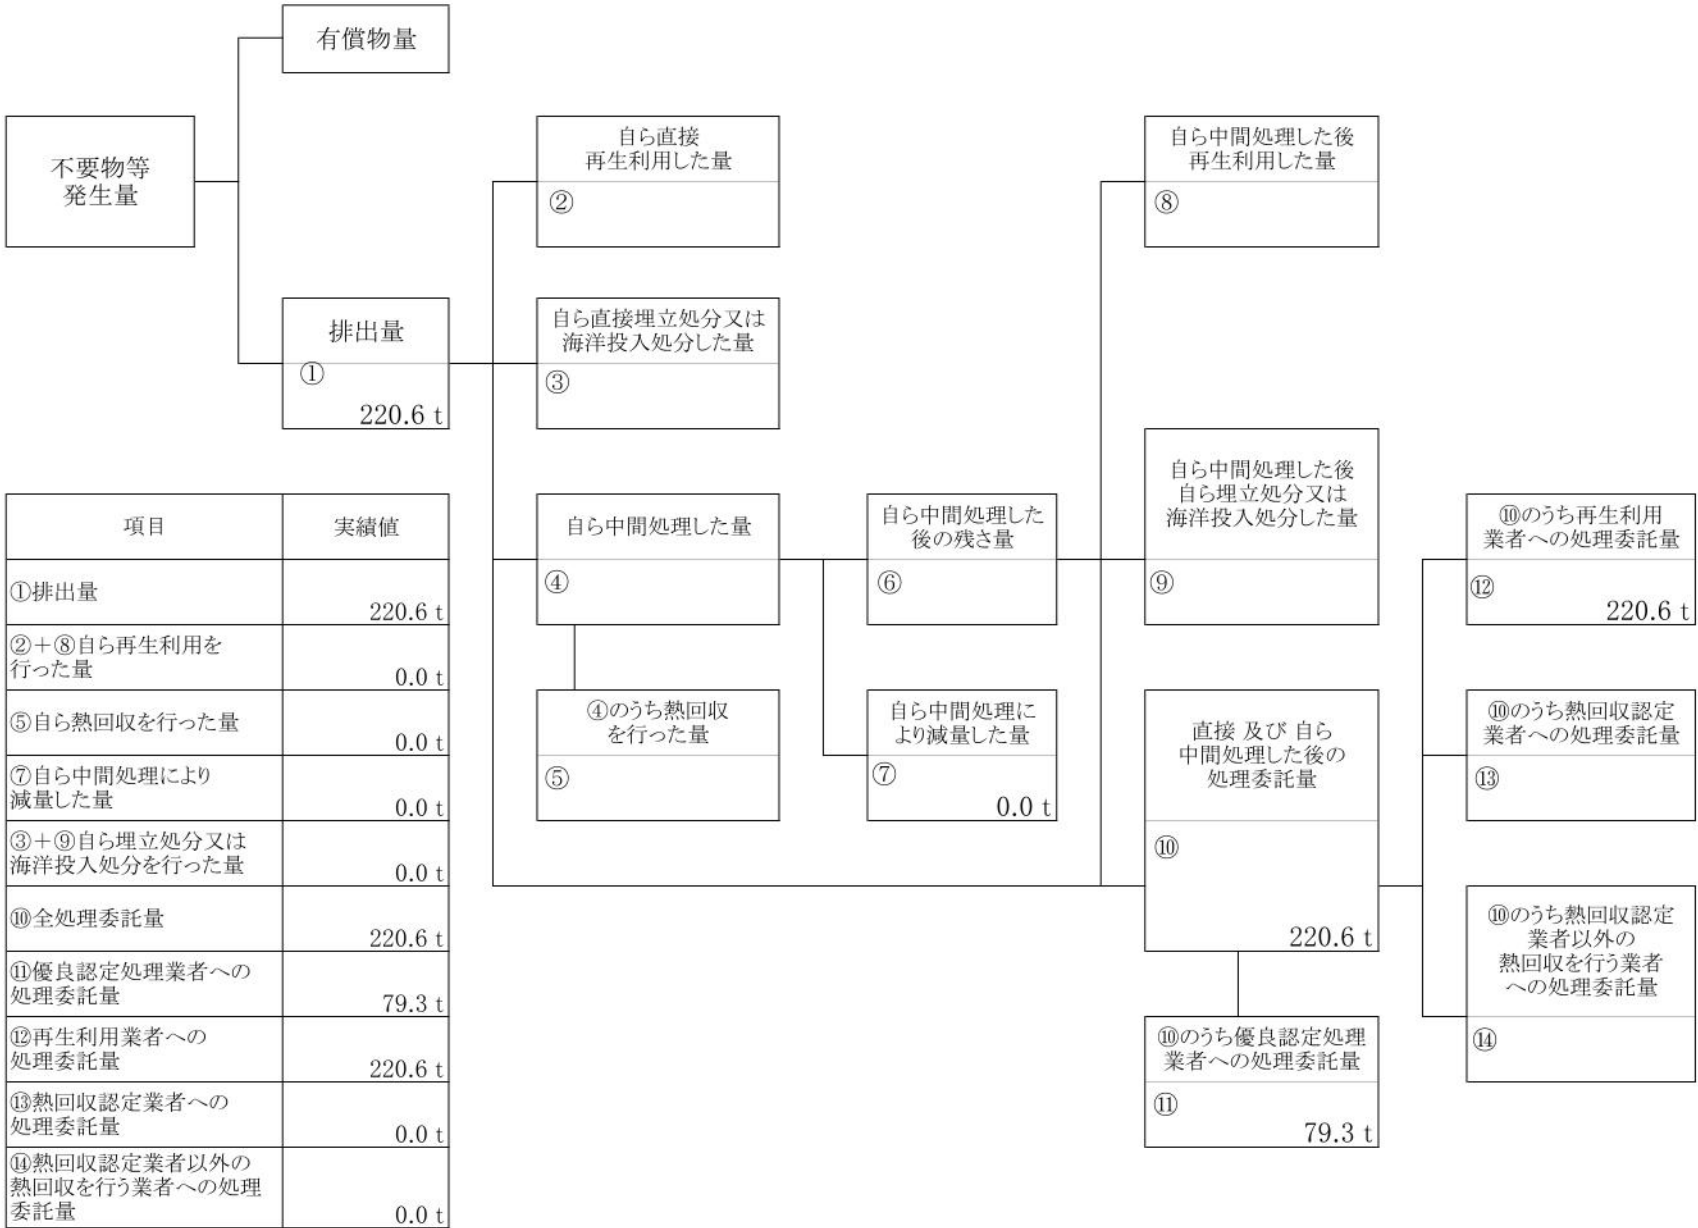 有償物量
不要物等
発生量
自ら直接
再生利用した量
②
自ら中間処理した後
再生利用した量
⑧
排出量
①
220.6 t
自ら直接埋立処分又は
海洋投入処分した量
③
自ら中間処理した後
自ら埋立処分又は
海洋投入処分した量
⑨
自ら中間処理した量
④
自ら中間処理した
後の残さ量
⑥
⑩のうち再生利用
業者への処理委託量
⑫
220.6 t
④のうち熱回収
を行った量
⑤
自ら中間処理に
より減量した量
⑦
0.0 t
直接 及び 自ら
中間処理した後の
処理委託量
⑩
220.6 t
⑩のうち熱回収認定
業者への処理委託量
⑬
⑩のうち熱回収認定
業者以外の
熱回収を行う業者
への処理委託量
⑭
⑩のうち優良認定処理
業者への処理委託量
⑪
79.3 t
項目 実績値
①排出量
220.6 t
②＋⑧自ら再生利用を
行った量
0.0 t
⑤自ら熱回収を行った量
0.0 t
⑦自ら中間処理により
減量した量
0.0 t
③＋⑨自ら埋立処分又は
海洋投入処分を行った量
0.0 t
⑩全処理委託量
220.6 t
⑪優良認定処理業者への
処理委託量
79.3 t
⑫再生利用業者への
処理委託量
220.6 t
⑬熱回収認定業者への
処理委託量
0.0 t
⑭熱回収認定業者以外の
熱回収を行う業者への処理
委託量
0.0 t